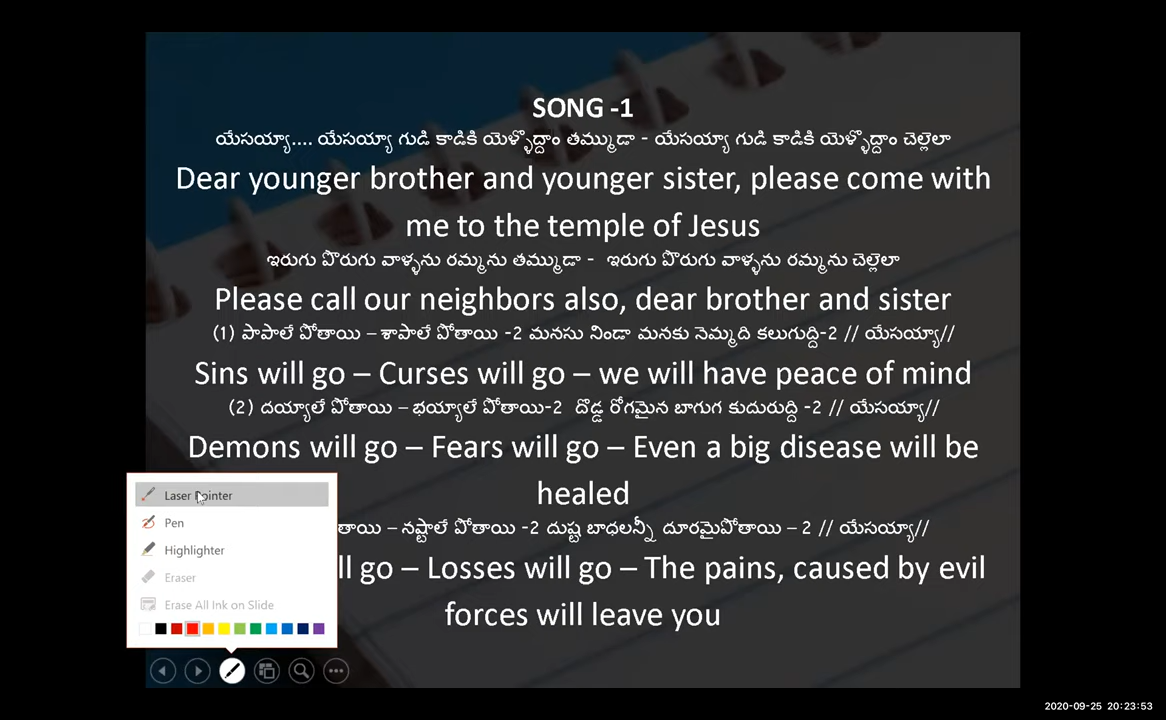 SONG -1
యేసయ్యా.... యేసయ్యా గుడి కాడికి యెళ్ళొద్దాం తమ్ముడా - యేసయ్యా గుడి కాడికి యెళ్ళొద్దాం చెల్లెలా
Dear younger brother and younger sister, please come with
me to the temple of Jesus
ఇరుగు పొరుగు వాళ్ళను రమ్మను తమ్ముడా - ఇరుగు పొరుగు వాళ్ళను రమ్మను చెల్లెలా
Please call our neighbors also, dear brother and sister
(1) పాపాలే పోతాయి – శాపాలే పోతాయి -2 మనసు నిండా మనకు నెమ్మది కలుగుద్ది-2 // యేసయ్యా//
Sins will go – Curses will go – we will have peace of mind
(2) దయ్యాలే పోతాయి – భయ్యాలే పోతాయి-2 దొడ్డ రోగమైన బాగుగ కుదురుద్ది -2 // యేసయ్యా//
Demons will go – Fears will go – Even a big disease will be
healed
తాయి – నష్టాలే పోతాయి -2 దుష్ట బాధలన్నీ దూరమైపోతాయి – 2 // యేసయ్యా//
ll go – Losses will go – The pains, caused by evil
forces will leave you
Laser Pointer
Pen
Highlighter
Eraser
Erase All Ink on Slide
2020-09-25 20:23:53